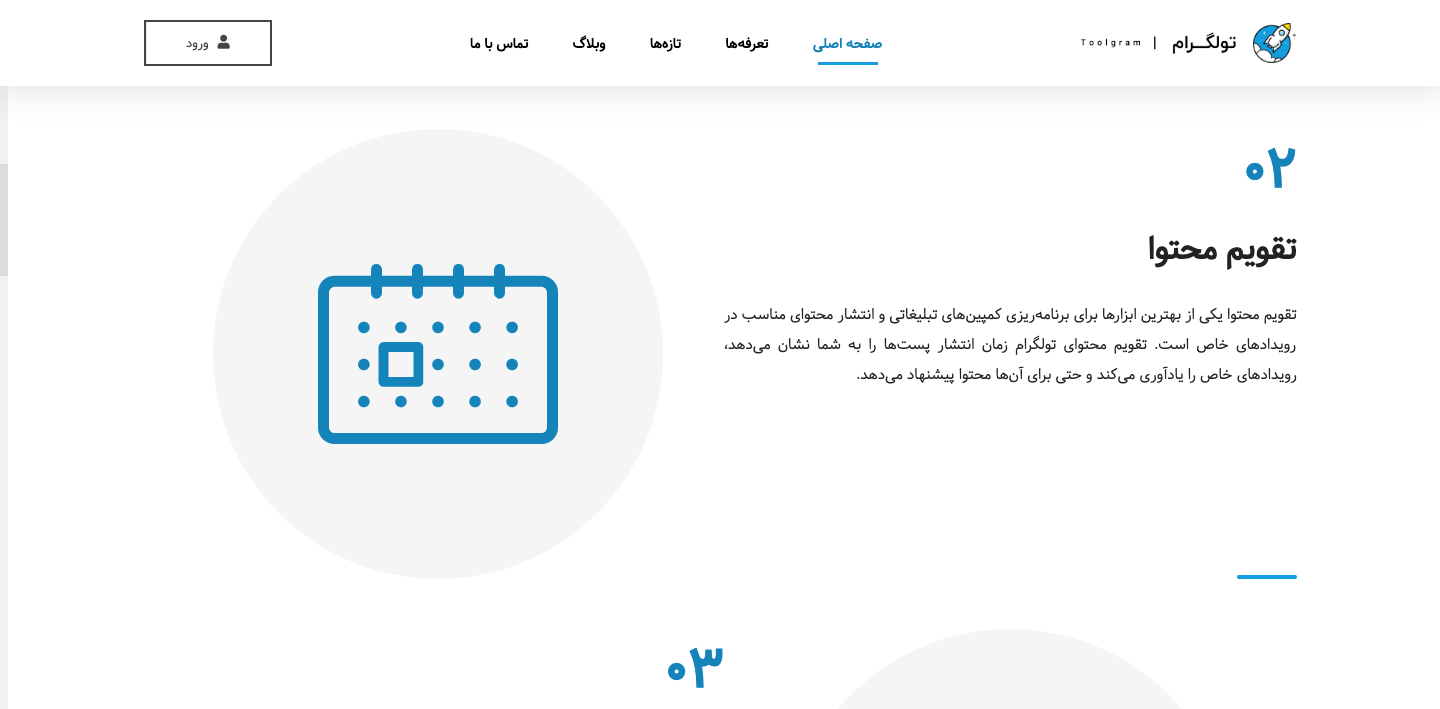 تولگـــرام | Toolgram
صفحه اصلی
تعرفه‌ها
تازه‌ها
وبلاگ
تماس با ما
ورود
۰۲
تقویم محتوا
تقویم محتوا یکی از بهترین ابزارها برای برنامه‌ریزی کمپین‌های تبلیغاتی و انتشار محتوای مناسب در
رویدادهای خاص است. تقویم محتوای تولگرام زمان انتشار پست‌ها را به شما نشان می‌دهد،
رویدادهای خاص را یادآوری می‌کند و حتی برای آن‌ها محتوا پیشنهاد می‌دهد.
۰۳